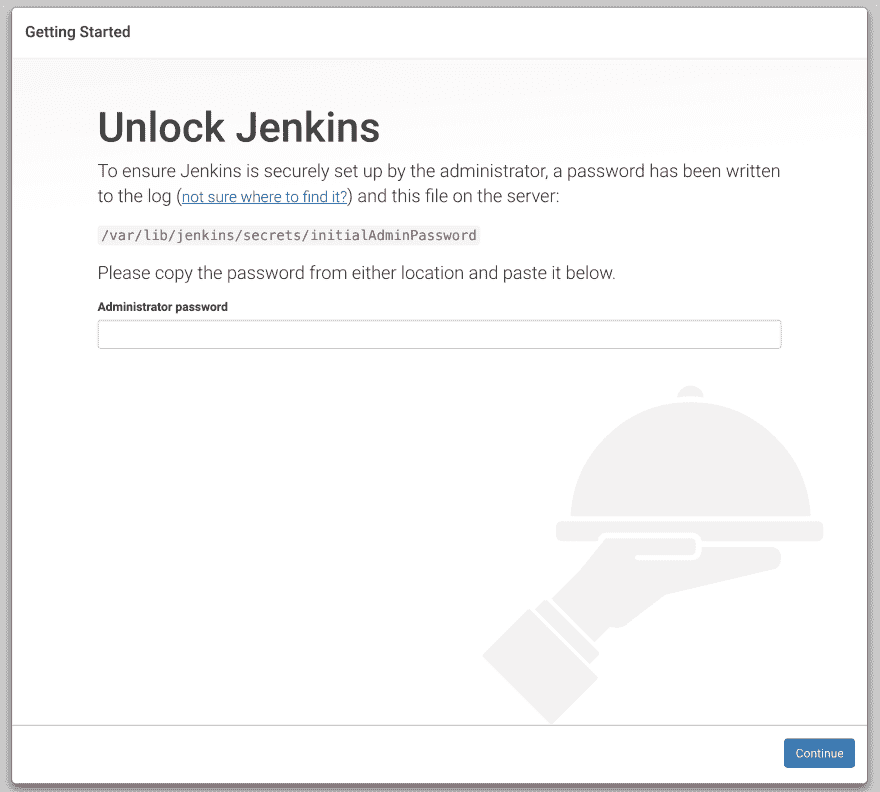 Getting Started
Unlock Jenkins
To ensure Jenkins is securely set up by the administrator, a password has been written
to the log (not sure where to find it?) and this file on the server:
/var/lib/jenkins/secrets/initialAdminPassword
Please copy the password from either location and paste it below.
Administrator password
Continue